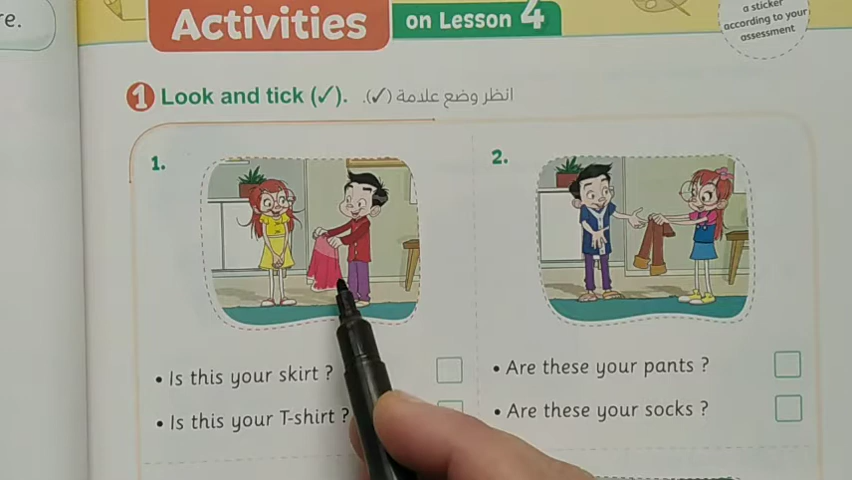 re.
Activities
on Lesson 4
a sticker
according to your
assessment
1 Look and tick (✓). انظر وضع علامة (✓).
1.
• Is this your skirt ?
• Is this your T-shirt ?
2.
• Are these your pants ?
• Are these your socks ?